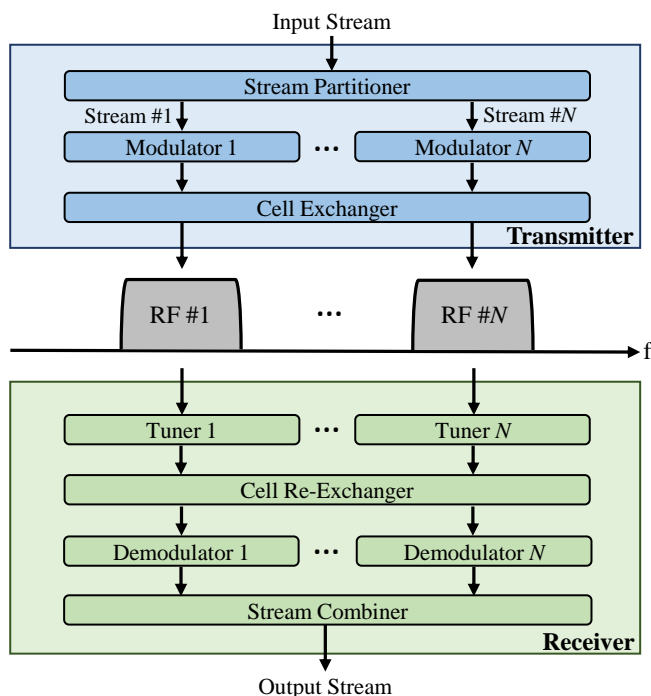 Input Stream
Stream Partitioner
Stream #1 Stream #N
Modulator 1 ... Modulator N
Cell Exchanger
Transmitter
RF #1 ... RF #N
f
Tuner 1 ... Tuner N
Cell Re-Exchanger
Demodulator 1 ... Demodulator N
Stream Combiner
Receiver
Output Stream